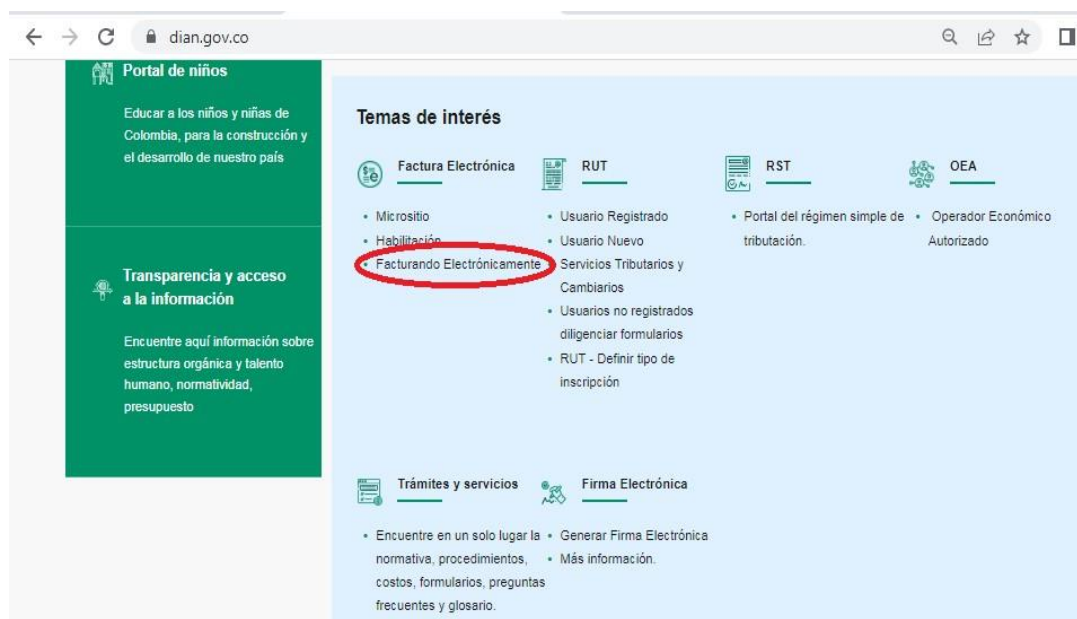 dian.gov.co
Portal de niños
Educar a los niños y niñas de
Colombia, para la construcción y
el desarrollo de nuestro país
Transparencia y acceso
a la información
Encuentre aquí información sobre
estructura orgánica y talento
humano, normatividad,
presupuesto
Temas de interés
Factura Electrónica
• Micrositio
• Habilitación
• Facturando Electrónicamente
RUT
• Usuario Registrado
• Usuario Nuevo
• Servicios Tributarios y
Cambiarios
• Usuarios no registrados
diligenciar formularios
• RUT - Definir tipo de
inscripción
RST
• Portal del régimen simple de
tributación.
OEA
• Operador Económico
Autorizado
Trámites y servicios
• Encuentre en un solo lugar la
normativa, procedimientos,
costos, formularios, preguntas
frecuentes y glosario.
Firma Electrónica
• Generar Firma Electrónica
• Más información.